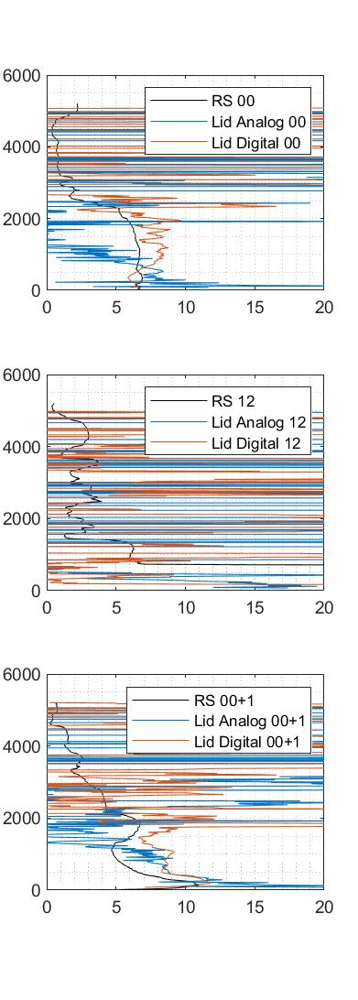 6000
RS 00
Lid Analog 00
Lid Digital 00
4000
2000
0
0 5 10 15 20
6000
RS 12
Lid Analog 12
Lid Digital 12
4000
2000
0
0 5 10 15 20
6000
RS 00+1
Lid Analog 00+1
Lid Digital 00+1
4000
2000
0
0 5 10 15 20